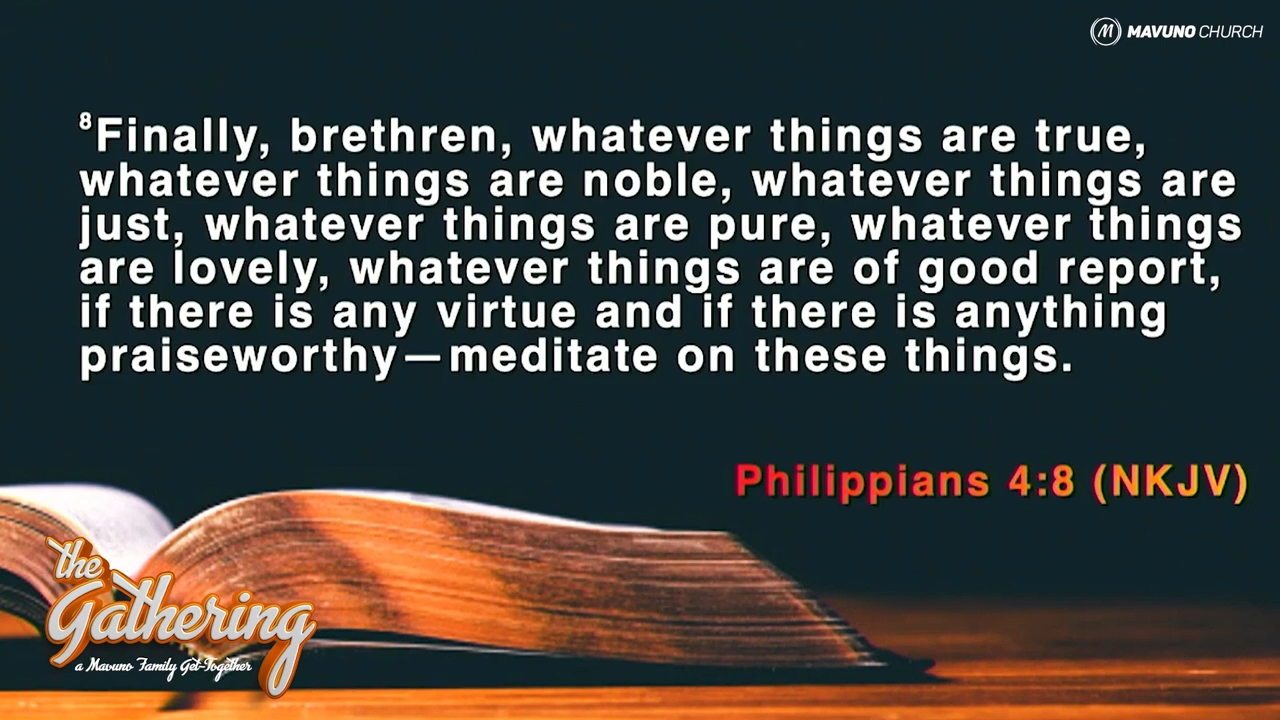 MAVUNO CHURCH
⁸Finally, brethren, whatever things are true,
whatever things are noble, whatever things are
just, whatever things are pure, whatever things
are lovely, whatever things are of good report,
if there is any virtue and if there is anything
praiseworthy—meditate on these things.
Philippians 4:8 (NKJV)
the
Gathering
a Mavuno Family Get-Together